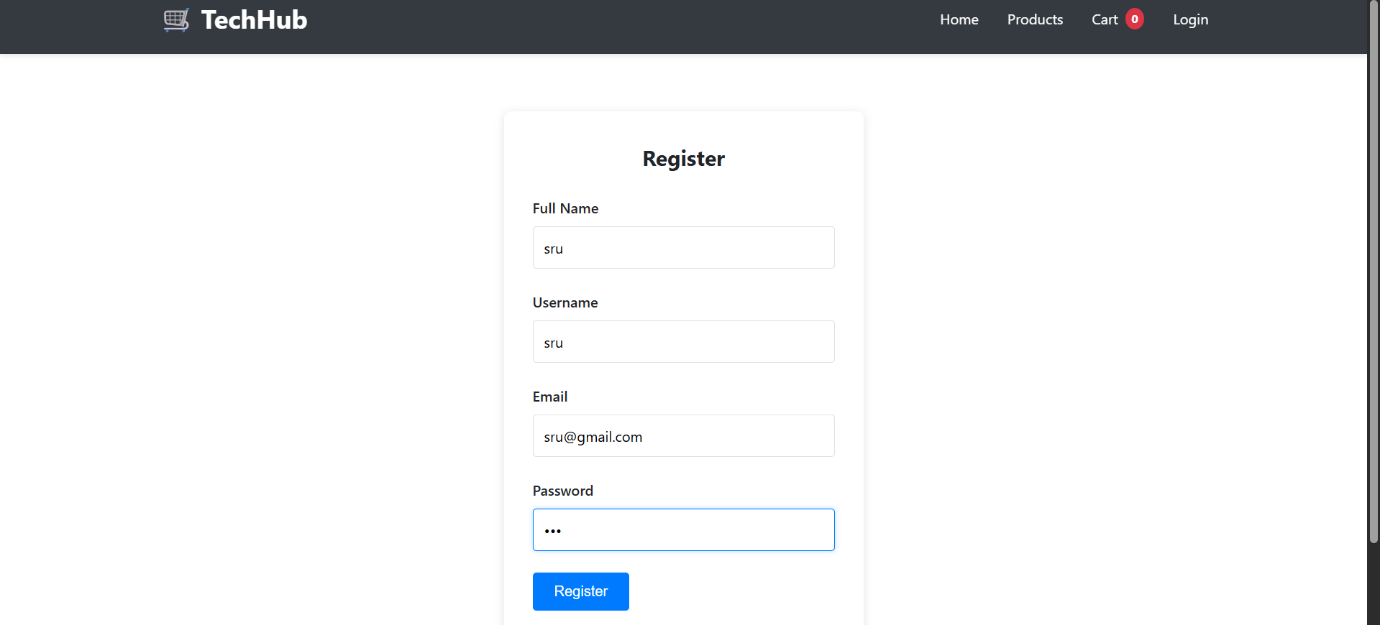 TechHub
Home Products Cart 0 Login
Register
Full Name
sru
Username
sru
Email
sru@gmail.com
Password
•••
Register